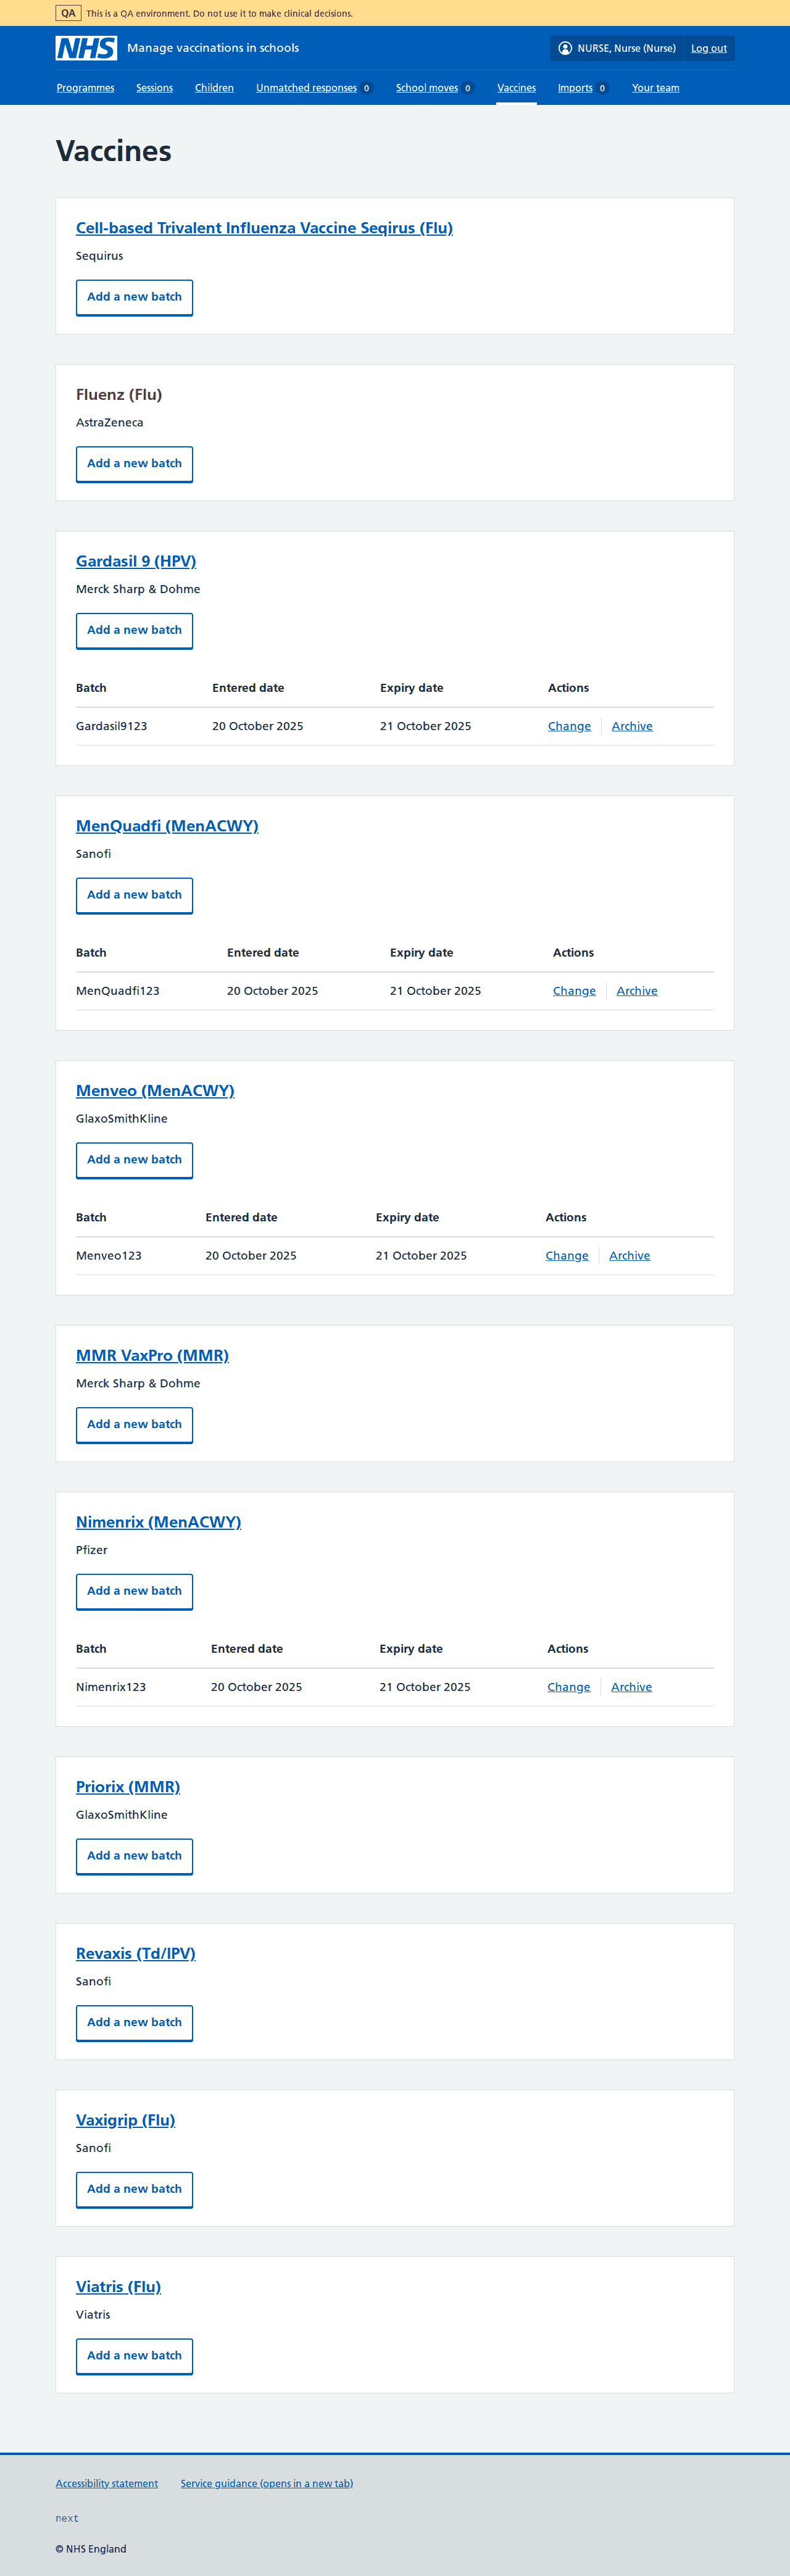 QA This is a QA environment. Do not use it to make clinical decisions.
NHS Manage vaccinations in schools NURSE, Nurse (Nurse) Log out
Programmes Sessions Children Unmatched responses 0 School moves 0 Vaccines Imports 0 Your team
Vaccines
Cell-based Trivalent Influenza Vaccine Seqirus (Flu)
Sequirus
Add a new batch
Fluenz (Flu)
AstraZeneca
Add a new batch
Gardasil 9 (HPV)
Merck Sharp & Dohme
Add a new batch
Batch Entered date Expiry date Actions
Gardasil9123 20 October 2025 21 October 2025 Change Archive
MenQuadfi (MenACWY)
Sanofi
Add a new batch
Batch Entered date Expiry date Actions
MenQuadfi123 20 October 2025 21 October 2025 Change Archive
Menveo (MenACWY)
GlaxoSmithKline
Add a new batch
Batch Entered date Expiry date Actions
Menveo123 20 October 2025 21 October 2025 Change Archive
MMR VaxPro (MMR)
Merck Sharp & Dohme
Add a new batch
Nimenrix (MenACWY)
Pfizer
Add a new batch
Batch Entered date Expiry date Actions
Nimenrix123 20 October 2025 21 October 2025 Change Archive
Priorix (MMR)
GlaxoSmithKline
Add a new batch
Revaxis (Td/IPV)
Sanofi
Add a new batch
Vaxigrip (Flu)
Sanofi
Add a new batch
Viatris (Flu)
Viatris
Add a new batch
Accessibility statement Service guidance (opens in a new tab)
next
© NHS England